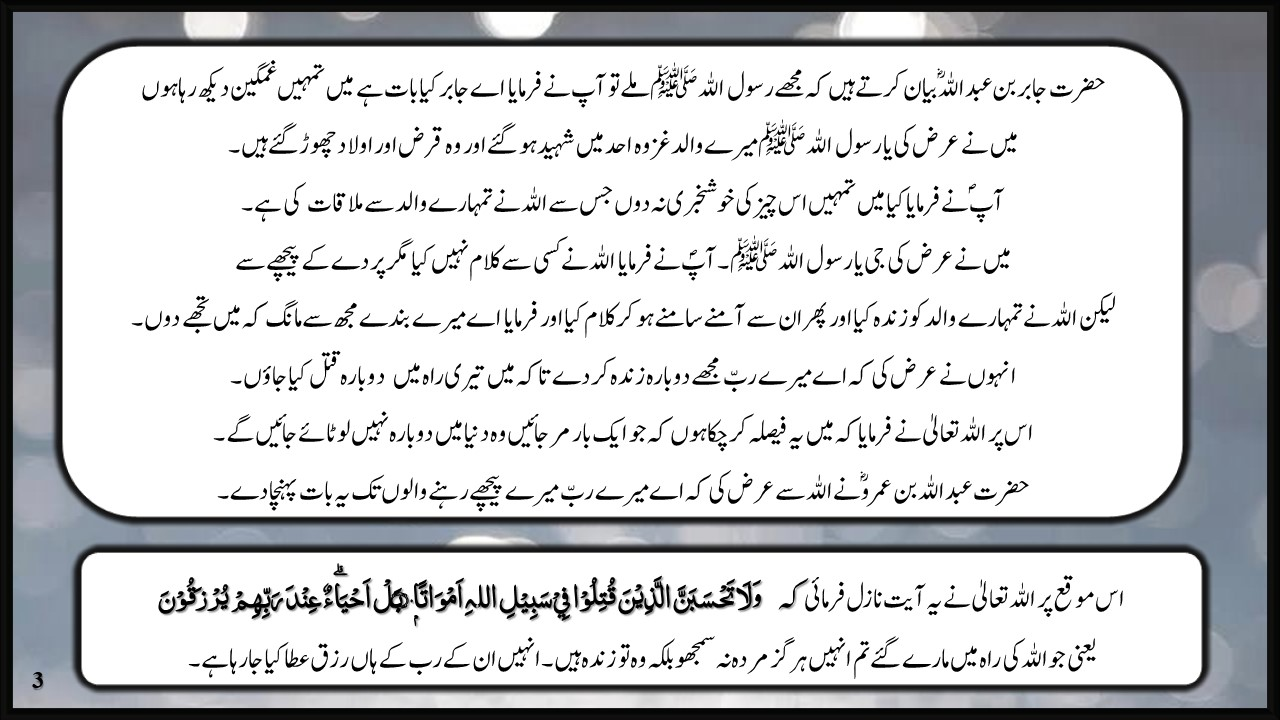 حضرت جابر بن عبد اللہؓ بیان کرتے ہیں کہ مجھے رسول اللہ ﷺ ملے تو آپ نے فرمایا اے جابر کیا بات ہے میں تمہیں غمگین دیکھ رہا ہوں
میں نے عرض کی یا رسول اللہ ﷺ میرے والد غزوہ احد میں شہید ہو گئے اور وہ قرض اور اولاد چھوڑ گئے ہیں۔
آپؐ نے فرمایا کیا میں تمہیں اس چیز کی خوشخبری نہ دوں جس سے اللہ نے تمہارے والد سے ملاقات کی ہے۔
میں نے عرض کی جی یا رسول اللہ ﷺ۔ آپؐ نے فرمایا اللہ نے کسی سے کلام نہیں کیا مگر پردے کے پیچھے سے
لیکن اللہ نے تمہارے والد کو زندہ کیا اور پھر ان سے آمنے سامنے ہو کر کلام کیا اور فرمایا اے میرے بندے مجھ سے مانگ کہ میں تجھے دوں۔
انہوں نے عرض کی کہ اے میرے ربّ مجھے دوبارہ زندہ کر دے تا کہ میں تیری راہ میں دوبارہ قتل کیا جاؤں۔
اس پر اللہ تعالیٰ نے فرمایا کہ میں یہ فیصلہ کر چکا ہوں کہ جو ایک بار مر جائیں وہ دنیا میں دوبارہ نہیں لوٹائے جائیں گے۔
حضرت عبد اللہ بن عمروؓ نے اللہ سے عرض کی کہ اے میرے ربّ میرے پیچھے رہنے والوں تک یہ بات پہنچا دے۔
اس موقع پر اللہ تعالیٰ نے یہ آیت نازل فرمائی کہ وَلَا تَحْسَبَنَّ الَّذِيْنَ قُتِلُوْا فِيْ سَبِيْلِ اللہِ اَمْوَاتًا ۭ بَلْ اَحْيَاۗءٌ عِنْدَ رَبِّھِمْ يُرْزَقُوْنَ
یعنی جو اللہ کی راہ میں مارے گئے تم انہیں ہرگز مردہ نہ سمجھو بلکہ وہ تو زندہ ہیں۔ انہیں ان کے رب کے ہاں رزق عطا کیا جا رہا ہے۔
3